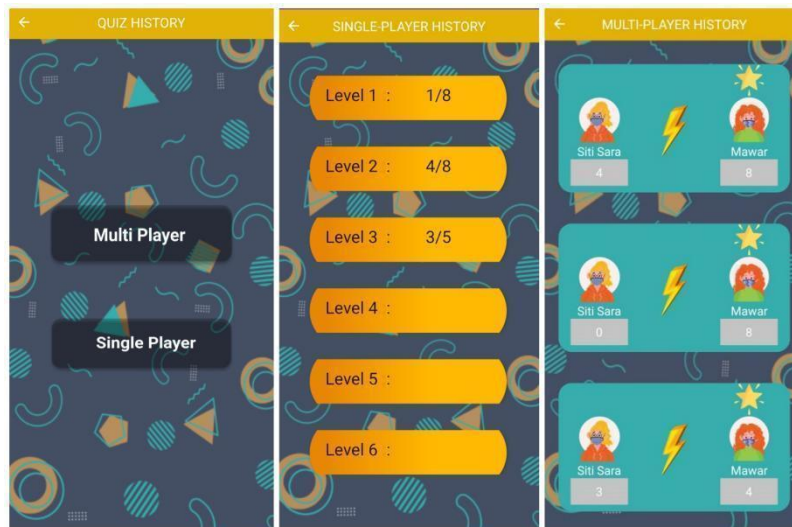 QUIZ HISTORY
Multi Player
Single Player
SINGLE-PLAYER HISTORY
Level 1 : 1/8
Level 2 : 4/8
Level 3 : 3/5
Level 4 :
Level 5 :
Level 6 :
MULTI-PLAYER HISTORY
Siti Sara Mawar
4 8
Siti Sara Mawar
0 8
Siti Sara Mawar
3 4